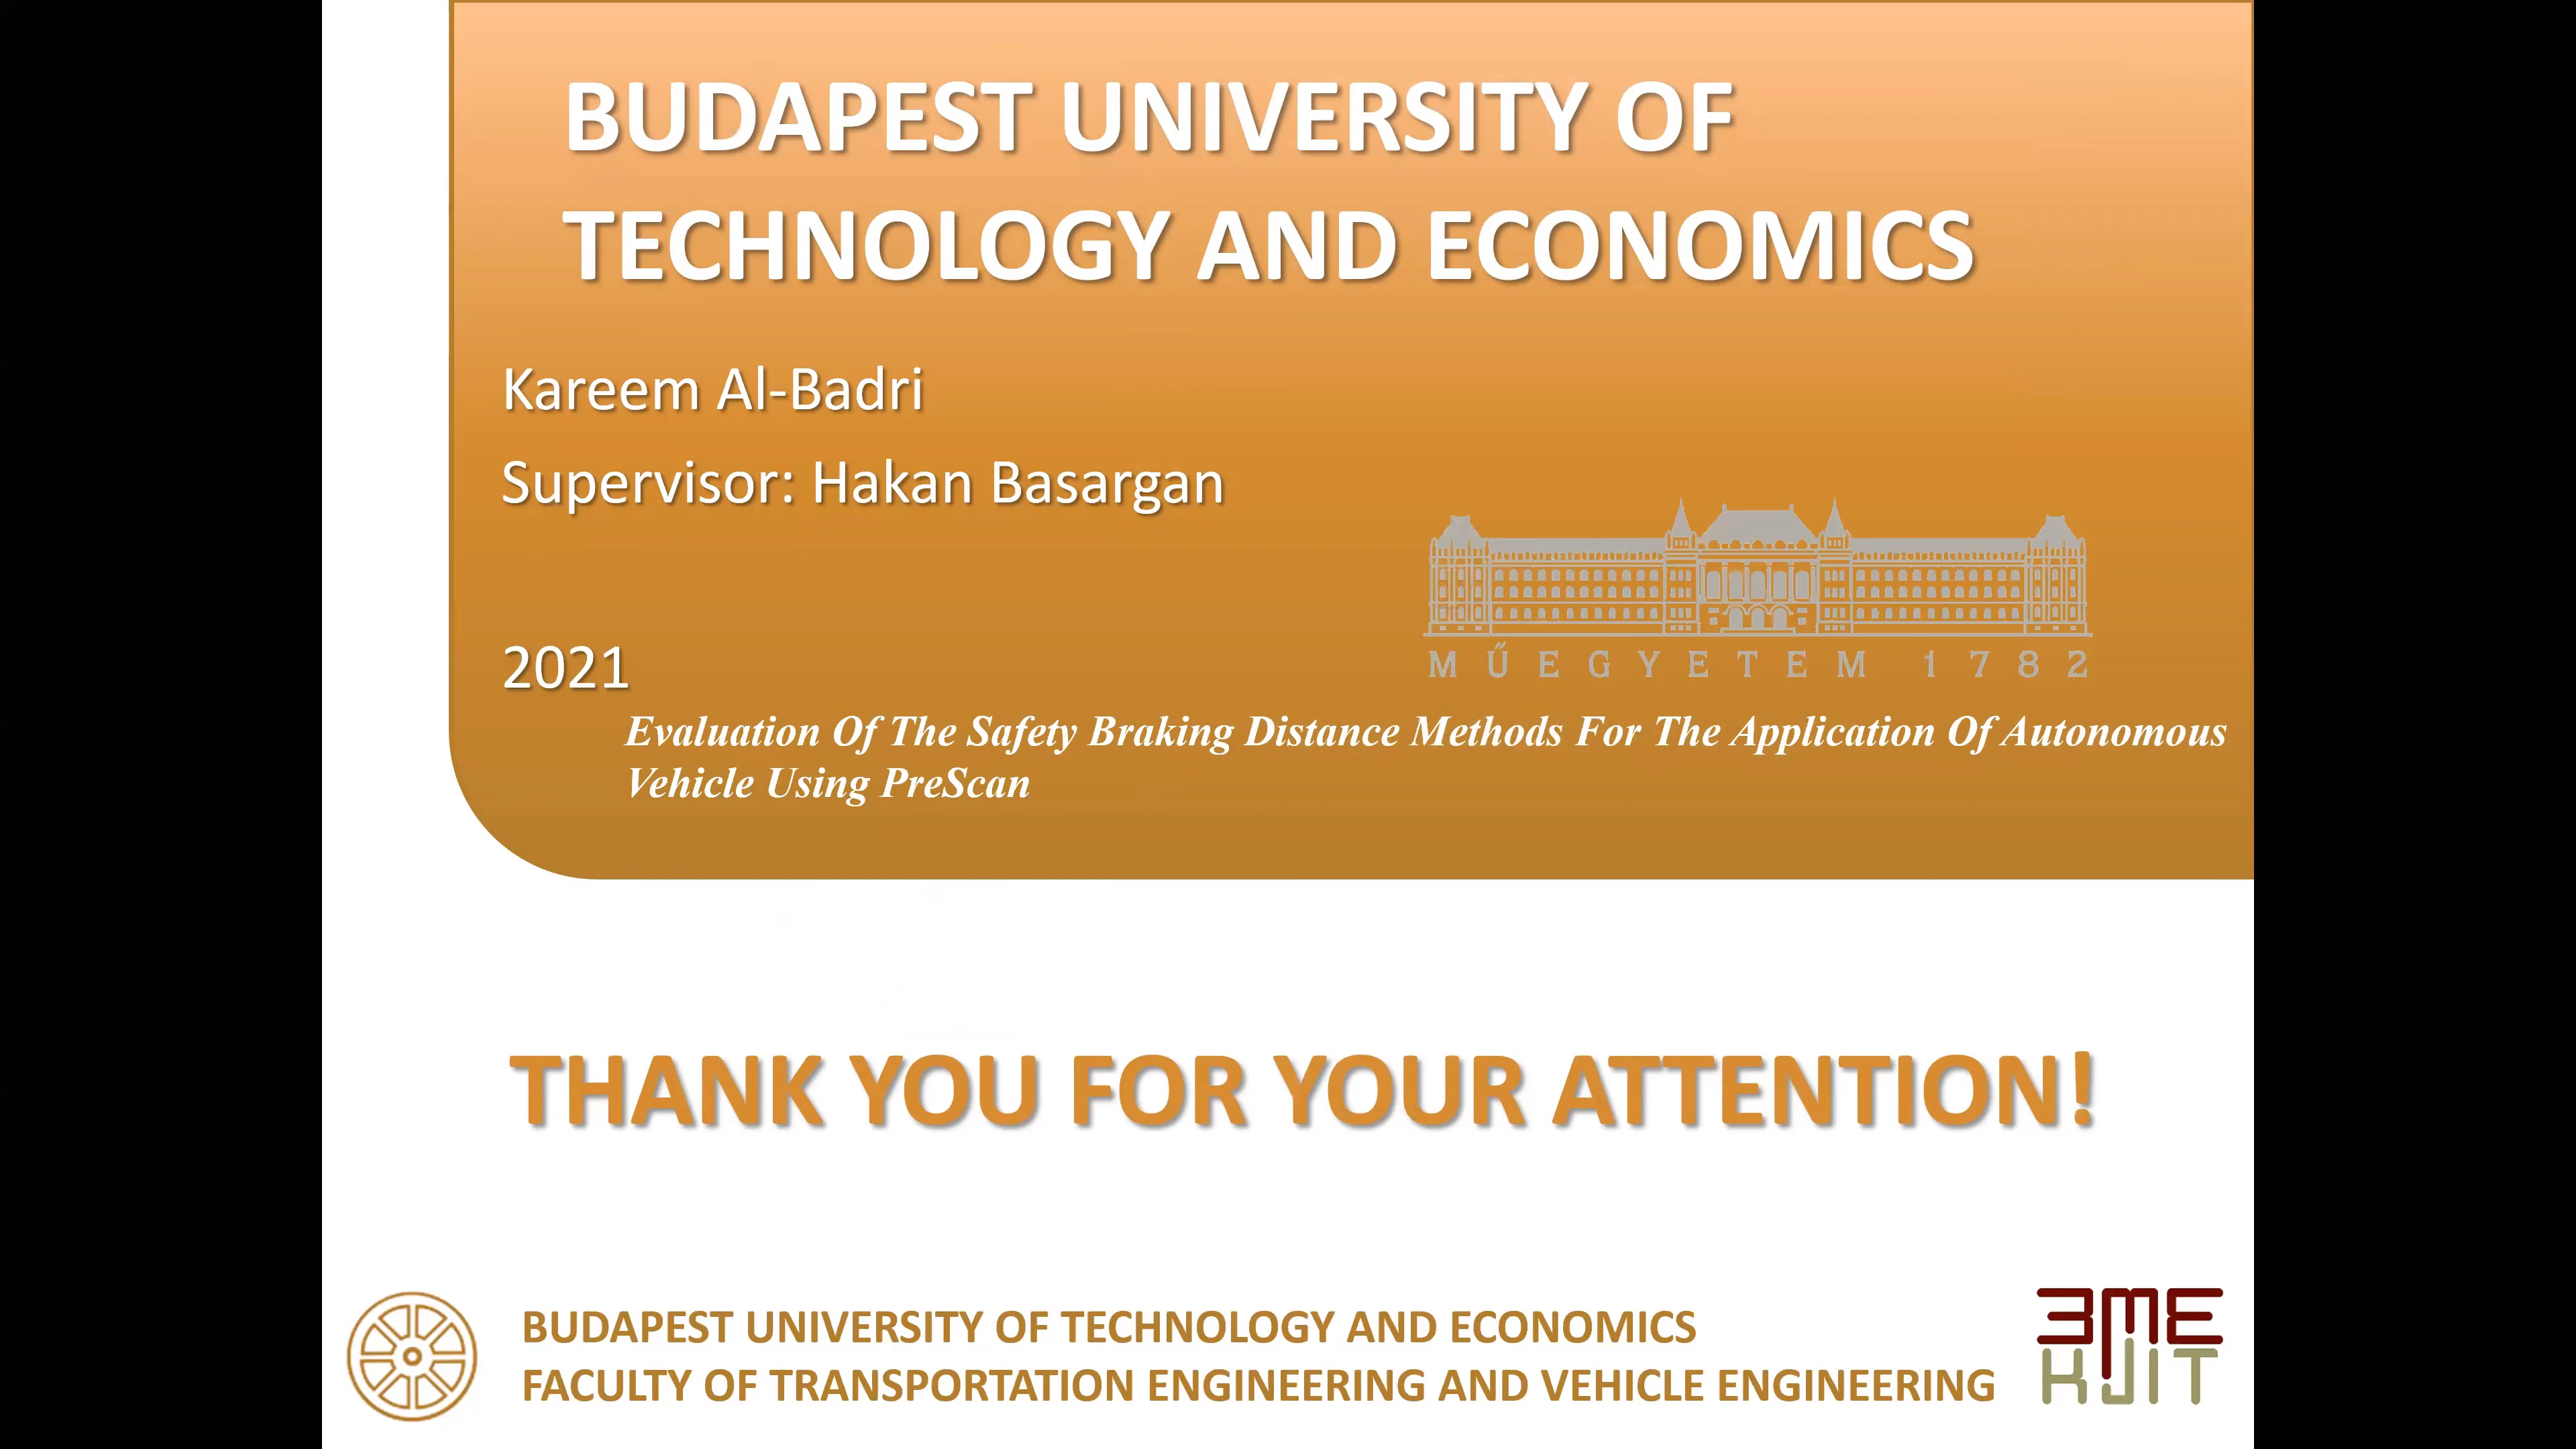 BUDAPEST UNIVERSITY OF
TECHNOLOGY AND ECONOMICS
Kareem Al-Badri
Supervisor: Hakan Basargan
2021
MŰEGYETEM 1782
Evaluation Of The Safety Braking Distance Methods For The Application Of Autonomous
Vehicle Using PreScan
THANK YOU FOR YOUR ATTENTION!
BUDAPEST UNIVERSITY OF TECHNOLOGY AND ECONOMICS
FACULTY OF TRANSPORTATION ENGINEERING AND VEHICLE ENGINEERING
BME
KJIT